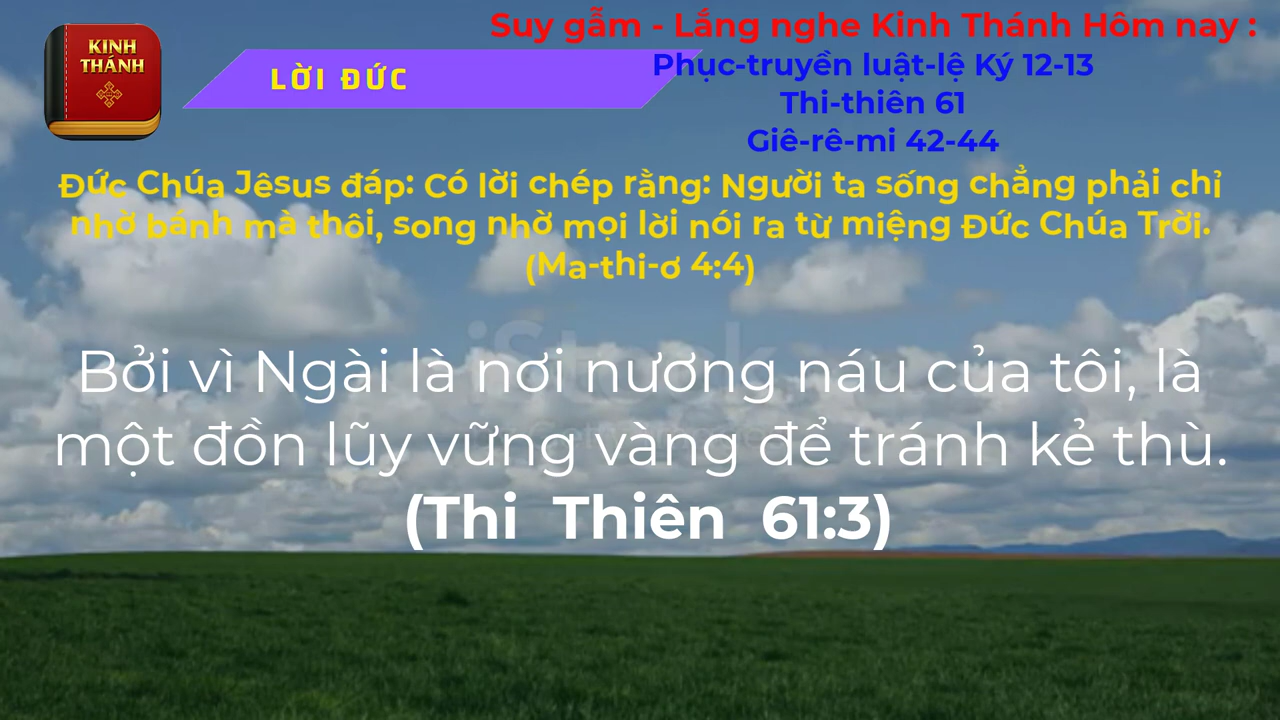 KINH
THÁNH
LỜI ĐỨC
Suy gẫm - Lắng nghe Kinh Thánh Hôm nay :
Phục-truyền luật-lệ Ký 12-13
Thi-thiên 61
Giê-rê-mi 42-44
Đức Chúa Jêsus đáp: Có lời chép rằng: Người ta sống chẳng phải chỉ
nhờ bánh mà thôi, song nhờ mọi lời nói ra từ miệng Đức Chúa Trời.
(Ma-thi-ơ 4:4)
iStock
Bởi vì Ngài là nơi nương náu của tôi, là
một đồn lũy vững vàng để tránh kẻ thù.
(Thi Thiên 61:3)